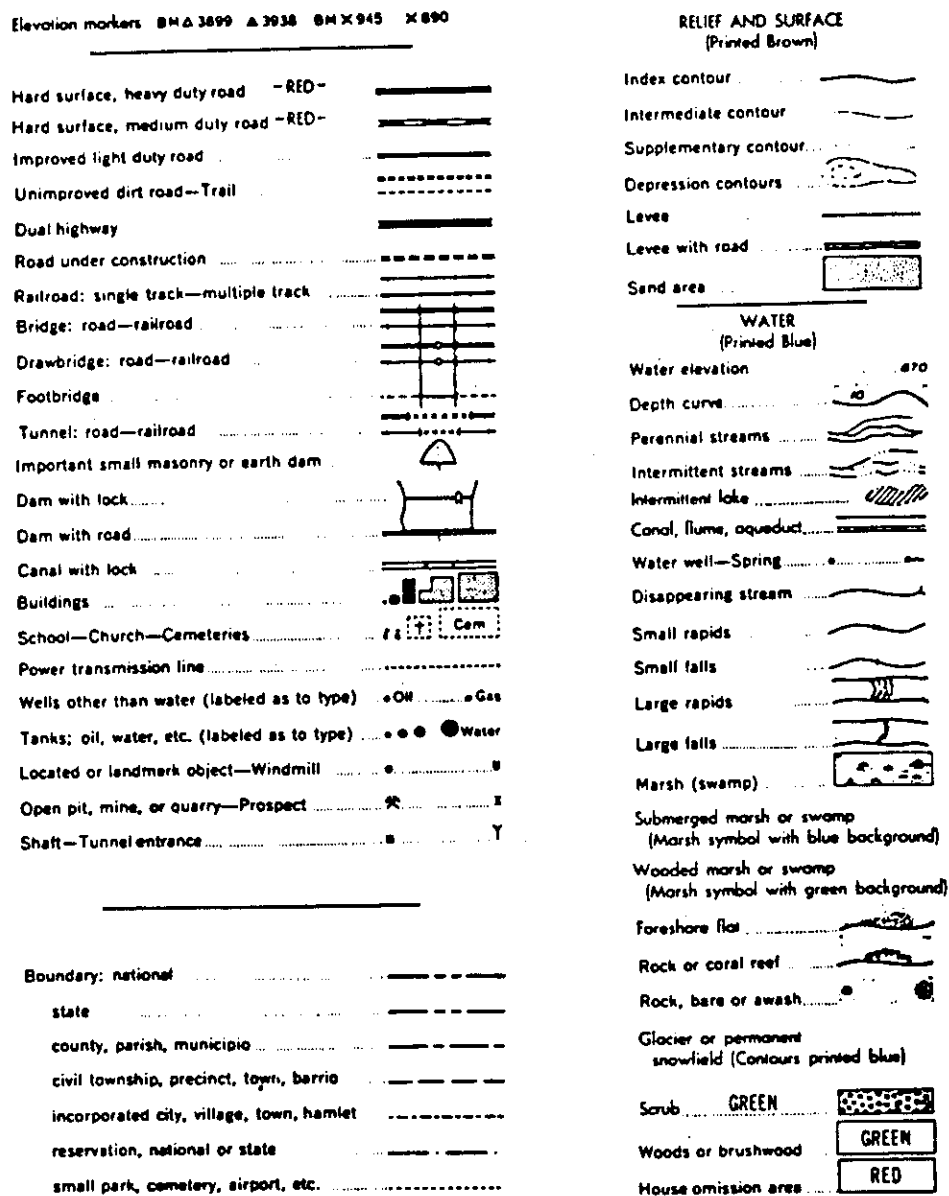 Elevation markers BM△3899 ▲3938 BM×945 ×890
Hard surface, heavy duty road -RED-
Hard surface, medium duty road -RED-
Improved light duty road
Unimproved dirt road—Trail
Dual highway
Road under construction
Railroad: single track—multiple track
Bridge: road—railroad
Drawbridge: road—railroad
Footbridge
Tunnel: road—railroad
Important small masonry or earth dam
Dam with lock
Dam with road
Canal with lock
Buildings
School—Church—Cemeteries Cem
Power transmission line
Wells other than water (labeled as to type) Oil Gas
Tanks; oil, water, etc. (labeled as to type) Water
Located or landmark object—Windmill
Open pit, mine, or quarry—Prospect X
Shaft—Tunnel entrance Y
Boundary: national
state
county, parish, municipio
civil township, precinct, town, barrio
incorporated city, village, town, hamlet
reservation, national or state
small park, cemetery, airport, etc.
RELIEF AND SURFACE
(Printed Brown)
Index contour
Intermediate contour
Supplementary contour
Depression contours
Levee
Levee with road
Sand area
WATER
(Printed Blue)
Water elevation 870
Depth curve 10
Perennial streams
Intermittent streams
Intermittent lake
Canal, flume, aqueduct
Water well—Spring
Disappearing stream
Small rapids
Small falls
Large rapids
Large falls
Marsh (swamp)
Submerged marsh or swamp
(Marsh symbol with blue background)
Wooded marsh or swamp
(Marsh symbol with green background)
Foreshore flat
Rock or coral reef
Rock, bare or awash
Glacier or permanent
snowfield (Contours printed blue)
Scrub GREEN
Woods or brushwood GREEN
House omission area RED